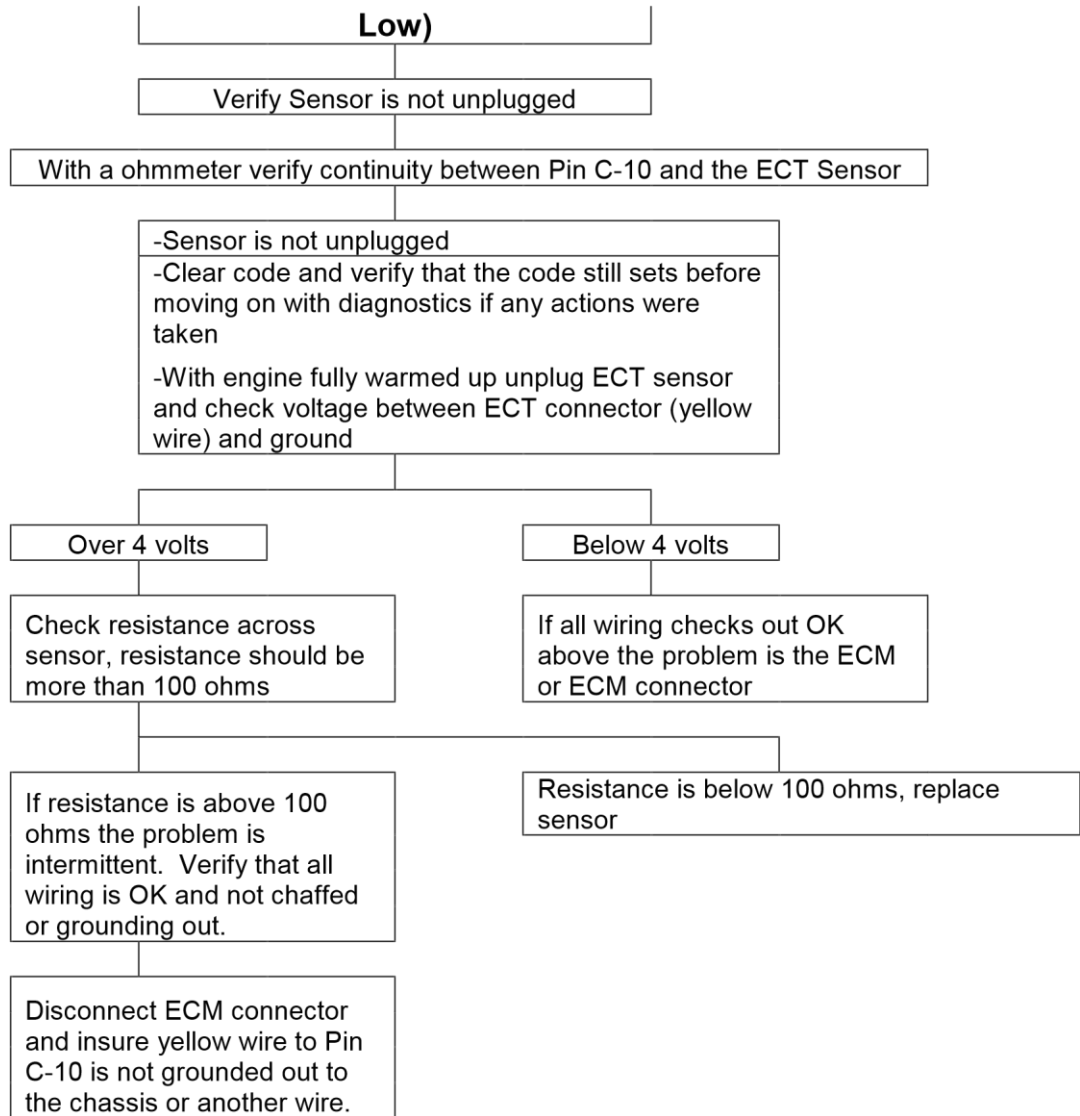 Low)
Verify Sensor is not unplugged
With a ohmmeter verify continuity between Pin C-10 and the ECT Sensor
-Sensor is not unplugged
-Clear code and verify that the code still sets before
moving on with diagnostics if any actions were
taken
-With engine fully warmed up unplug ECT sensor
and check voltage between ECT connector (yellow
wire) and ground
Over 4 volts
Below 4 volts
Check resistance across
sensor, resistance should be
more than 100 ohms
If all wiring checks out OK
above the problem is the ECM
or ECM connector
If resistance is above 100
ohms the problem is
intermittent.  Verify that all
wiring is OK and not chaffed
or grounding out.
Resistance is below 100 ohms, replace
sensor
Disconnect ECM connector
and insure yellow wire to Pin
C-10 is not grounded out to
the chassis or another wire.